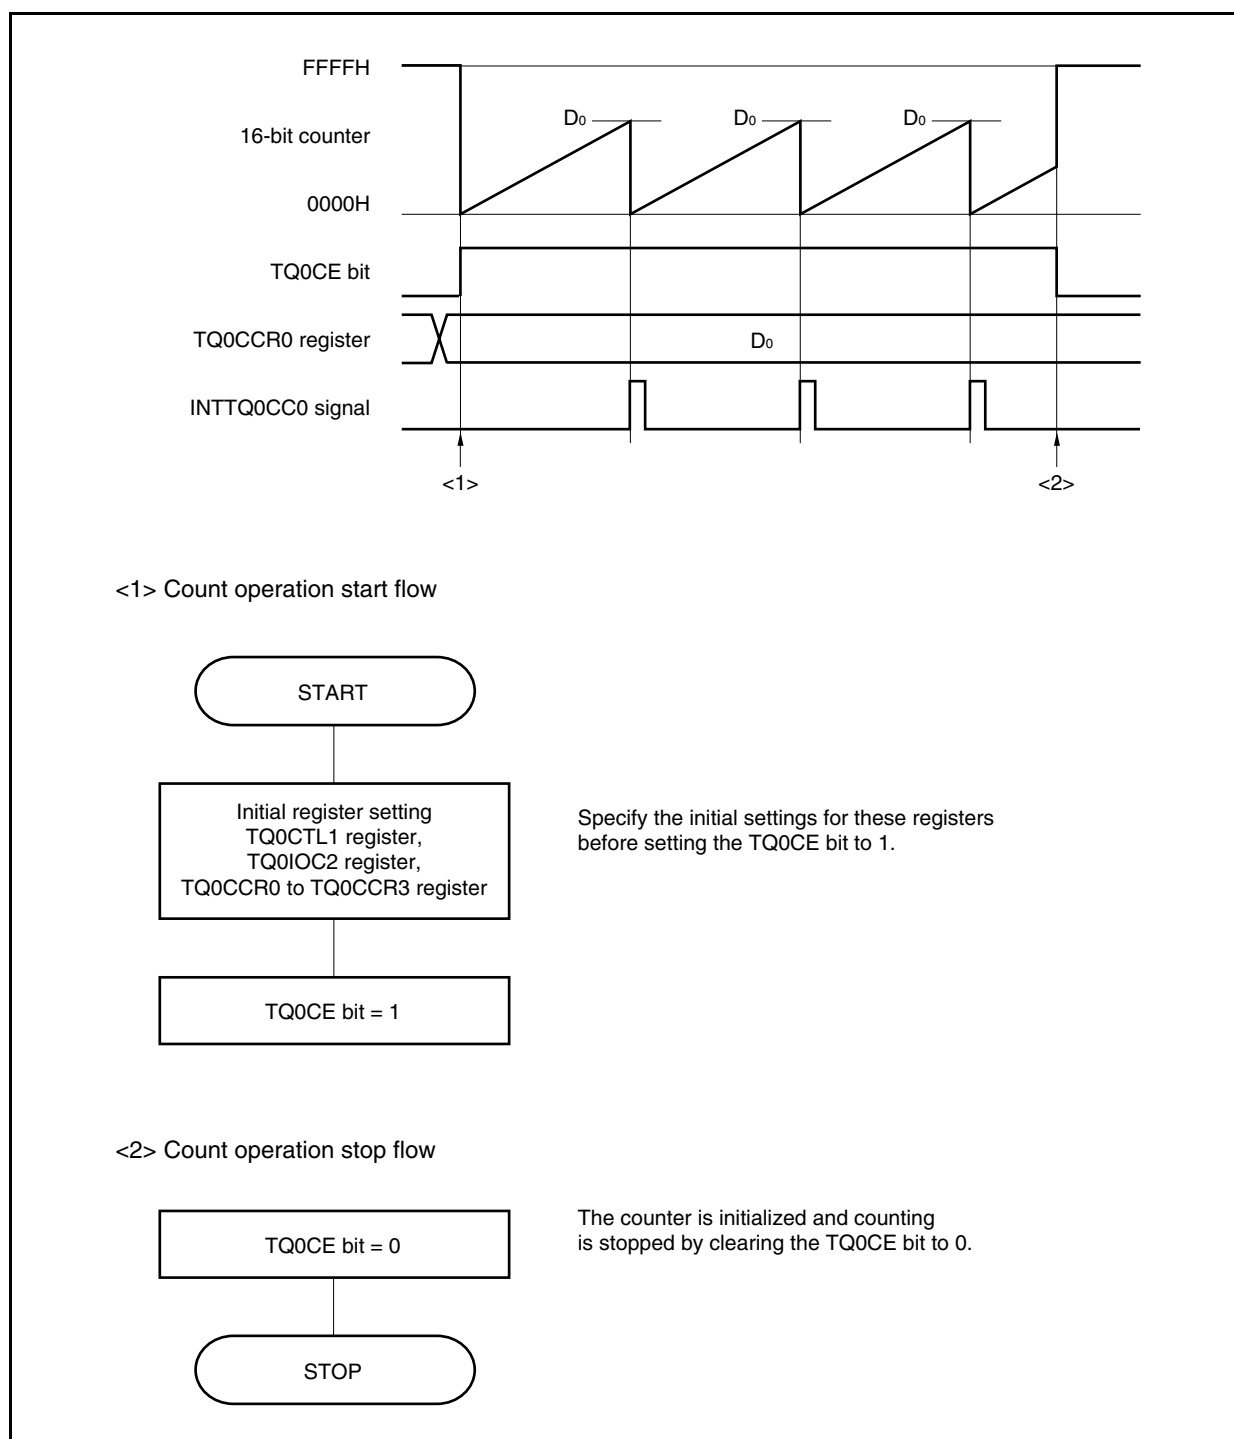 FFFFH
D0 D0 D0
16-bit counter
0000H
TQ0CE bit
TQ0CCR0 register
D0
INTTQ0CC0 signal
<1> <2>
<1> Count operation start flow
START
Initial register setting
TQ0CTL1 register,
TQ0IOC2 register,
TQ0CCR0 to TQ0CCR3 register
Specify the initial settings for these registers
before setting the TQ0CE bit to 1.
TQ0CE bit = 1
<2> Count operation stop flow
TQ0CE bit = 0
The counter is initialized and counting
is stopped by clearing the TQ0CE bit to 0.
STOP